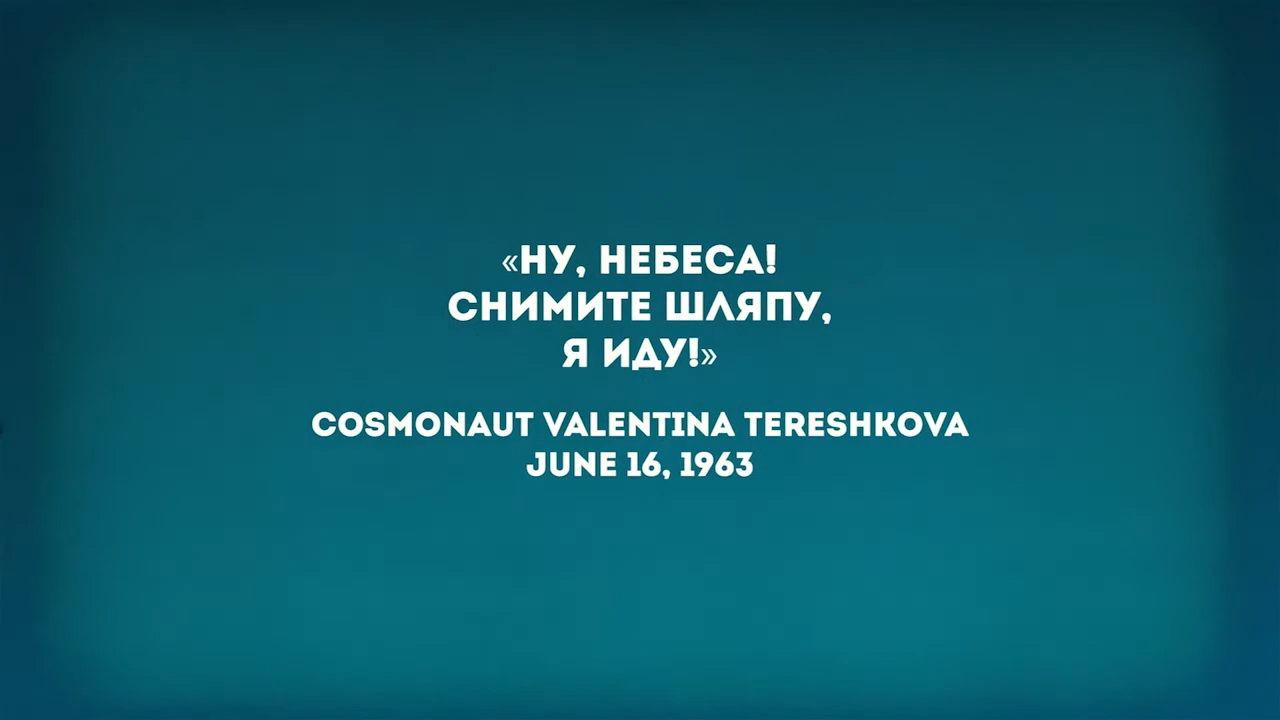 «НУ, НЕБЕСА!
СНИМИТЕ ШЛЯПУ,
Я ИДУ!»
COSMONAUT VALENTINA TERESHKOVA
JUNE 16, 1963